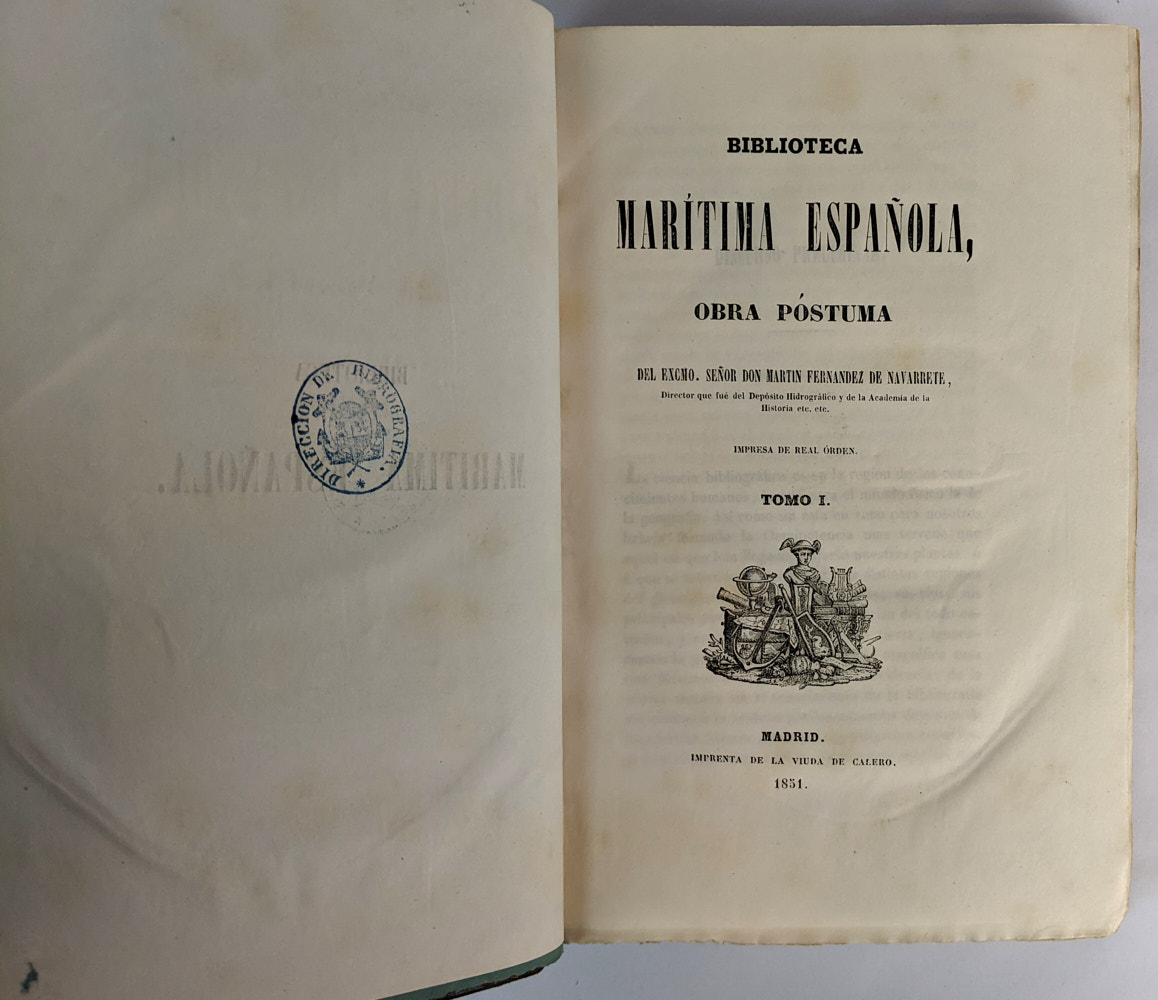 DIRECCION DE HIDROGRAFIA.
BIBLIOTECA
MARÍTIMA ESPAÑOLA,
OBRA PÓSTUMA
DEL EXCMO. SEÑOR DON MARTIN FERNANDEZ DE NAVARRETE,
Director que fué del Depósito Hidrográfico y de la Academia de la
Historia etc. etc.
IMPRESA DE REAL ÓRDEN.
TOMO I.
MADRID.
IMPRENTA DE LA VIUDA DE CALERO.
1851.